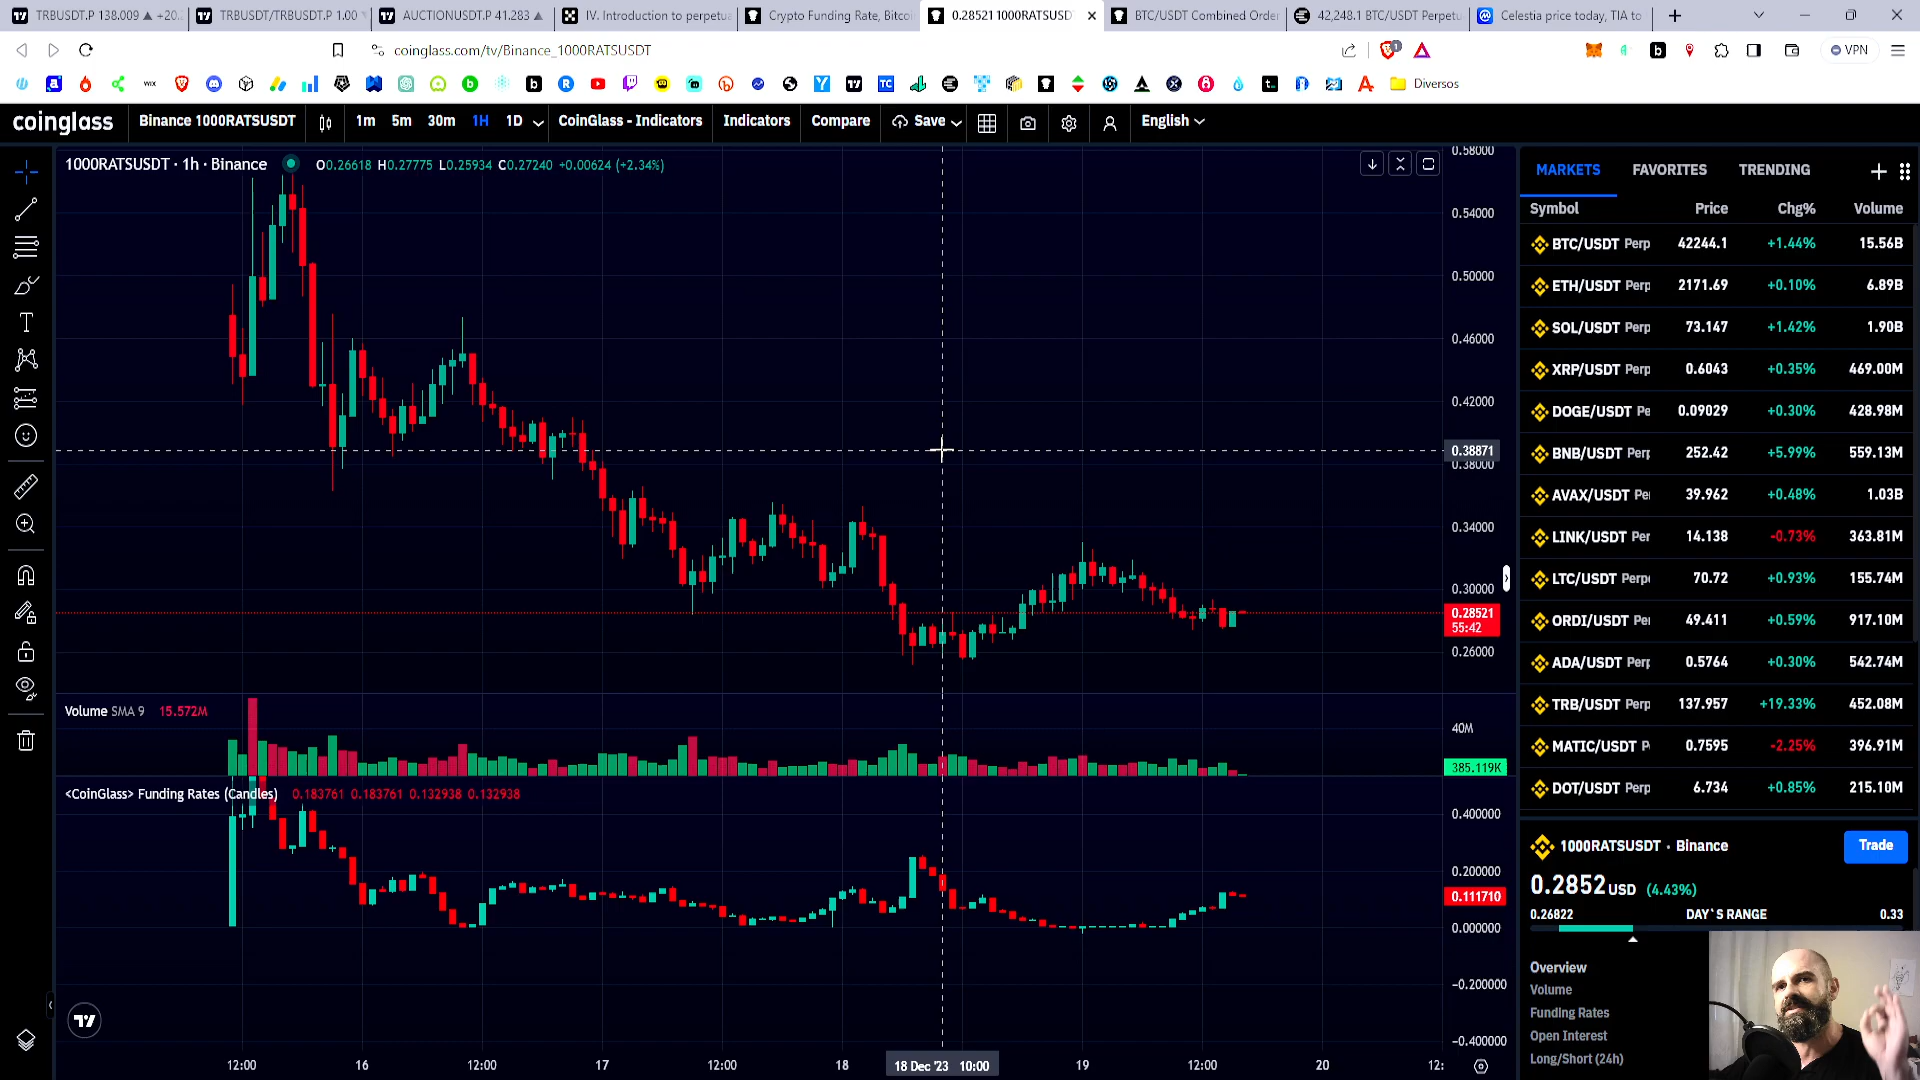 TRBUSDT.P 138.009 ▲ +20.
TRBUSDT/TRBUSDT.P 1.00
AUCTIONUSDT.P 41.283 ▲
IV. Introduction to perpetua
Crypto Funding Rate, Bitcoi
0.28521 1000RATSUSDT
BTC/USDT Combined Order
42,248.1 BTC/USDT Perpetu
Celestia price today, TIA to
coinglass.com/tv/Binance_1000RATSUSDT
VPN
Diversos
coinglass
Binance 1000RATSUSDT
1m 5m 30m 1H 1D
CoinGlass - Indicators
Indicators
Compare
Save
English
1000RATSUSDT · 1h · Binance
O0.26618 H0.27775 L0.25934 C0.27240 +0.00624 (+2.34%)
0.58000
0.54000
0.50000
0.46000
0.42000
0.38871
0.38000
0.34000
0.30000
0.28521
55:42
0.26000
Volume SMA 9 15.572M
40M
385.119K
<CoinGlass> Funding Rates (Candles) 0.183761 0.183761 0.132938 0.132938
0.400000
0.200000
0.111710
0.000000
−0.200000
−0.400000
12:00 16 12:00 17 12:00 18 18 Dec '23 10:00 19 12:00 20 12:
MARKETS FAVORITES TRENDING
Symbol Price Chg% Volume
BTC/USDT Perp 42244.1 +1.44% 15.56B
ETH/USDT Perp 2171.69 +0.10% 6.89B
SOL/USDT Perp 73.147 +1.42% 1.90B
XRP/USDT Perp 0.6043 +0.35% 469.00M
DOGE/USDT Pe 0.09029 +0.30% 428.98M
BNB/USDT Perp 252.42 +5.99% 559.13M
AVAX/USDT Pe 39.962 +0.48% 1.03B
LINK/USDT Per 14.138 -0.73% 363.81M
LTC/USDT Perp 70.72 +0.93% 155.74M
ORDI/USDT Pe 49.411 +0.59% 917.10M
ADA/USDT Perp 0.5764 +0.30% 542.74M
TRB/USDT Perp 137.957 +19.33% 452.08M
MATIC/USDT P 0.7595 -2.25% 396.91M
DOT/USDT Perp 6.734 +0.85% 215.10M
1000RATSUSDT · Binance
Trade
0.2852 USD (4.43%)
0.26822 DAY`S RANGE 0.33
Overview
Volume
Funding Rates
Open Interest
Long/Short (24h)